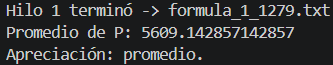 Hilo 1 terminó -> formula_1_1279.txt
Promedio de P: 5609.142857142857
Apreciación: promedio.